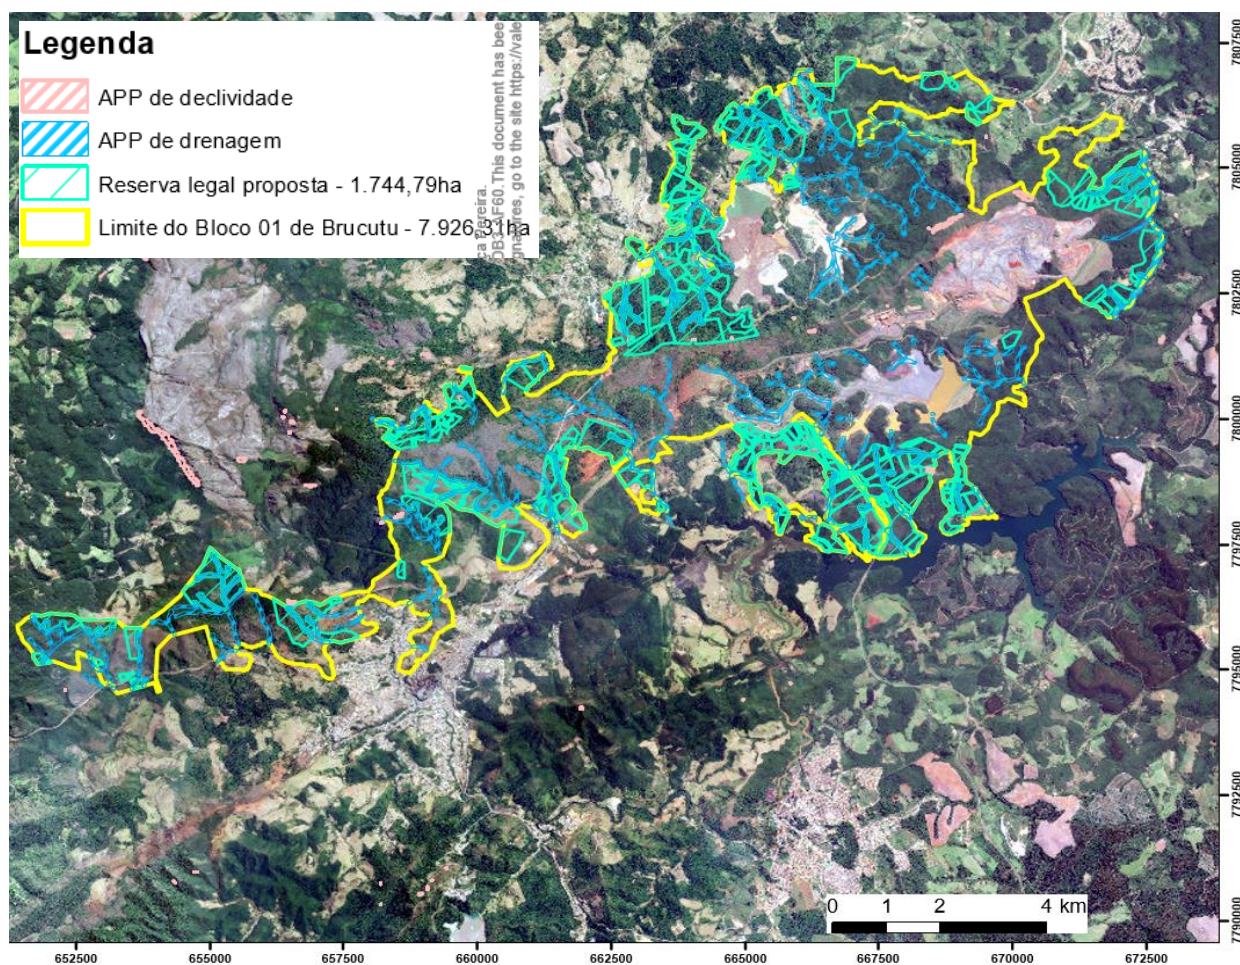 Legenda
APP de declividade
APP de drenagem
Reserva legal proposta - 1.744,79ha
Limite do Bloco 01 de Brucutu - 7.926,31ha
This document has bee
go to the site https://vale
0 1 2 4 km
652500 655000 657500 660000 662500 665000 667500 670000 672500
7807500
7805000
7802500
7800000
7797500
7795000
7792500
7790000